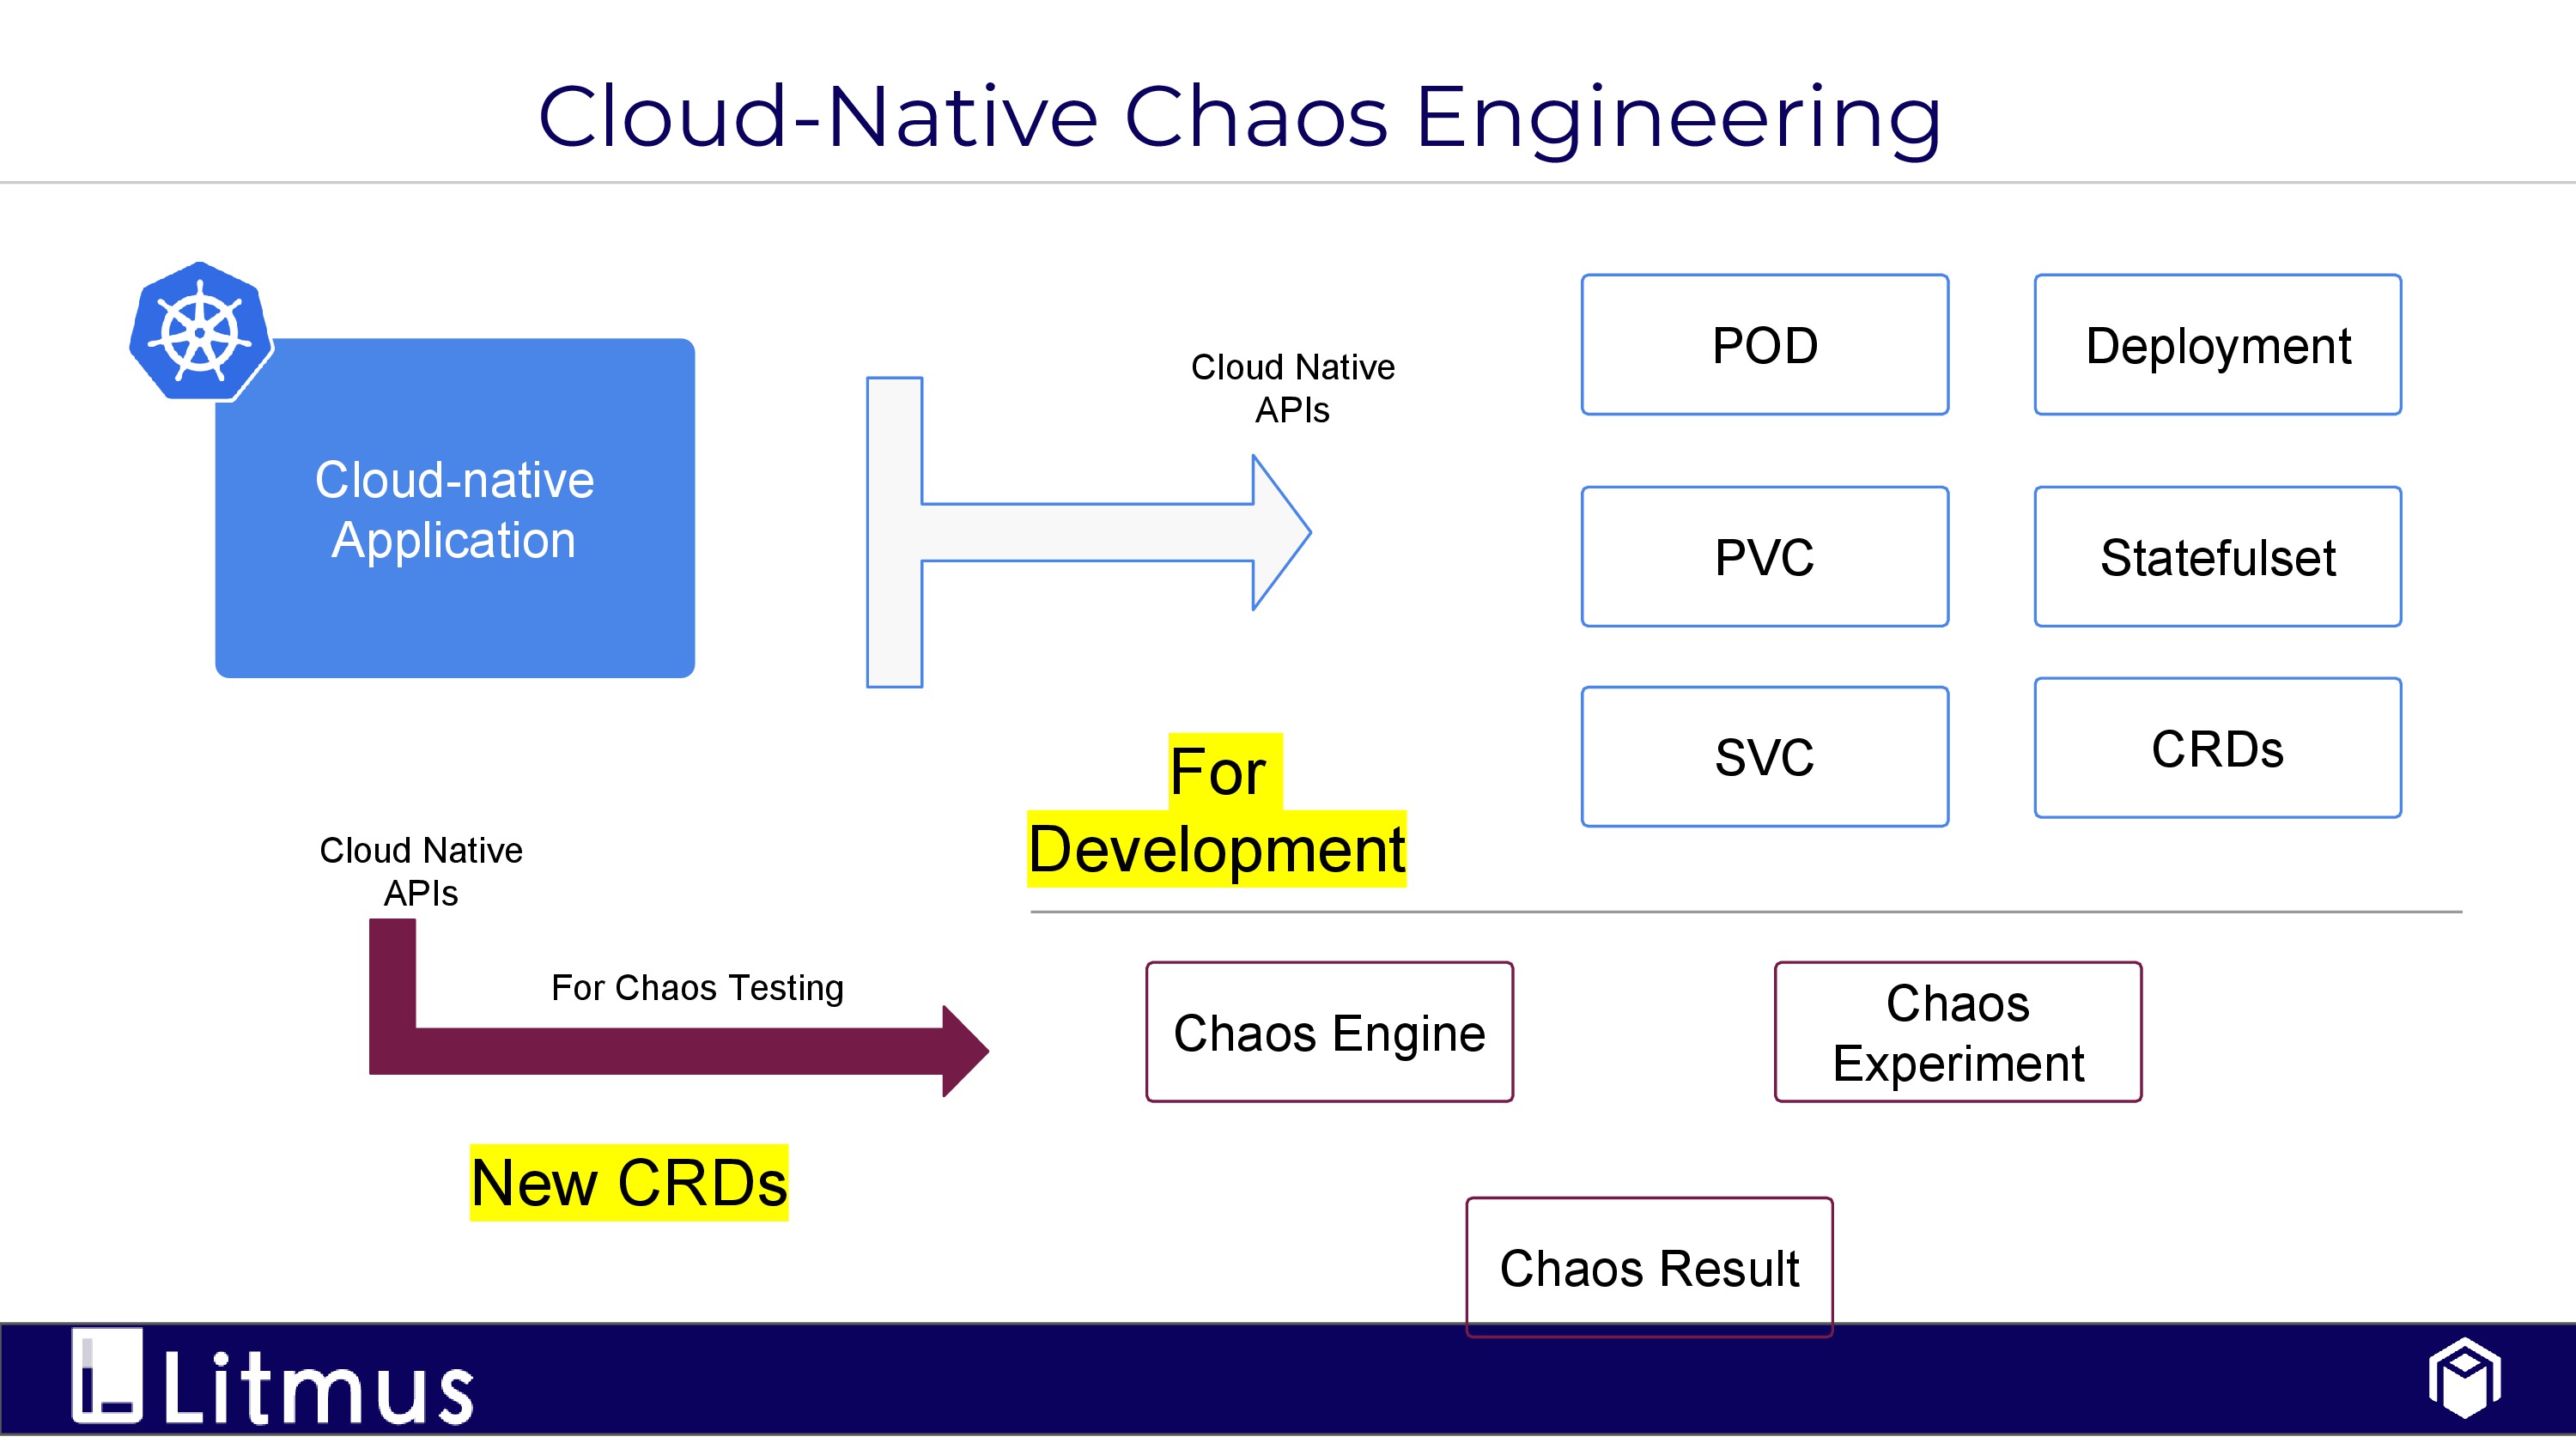 Cloud-Native Chaos Engineering
Cloud-native
Application
Cloud Native
APIs
POD
Deployment
PVC
Statefulset
SVC
CRDs
For
Development
Cloud Native
APIs
For Chaos Testing
New CRDs
Chaos Engine
Chaos
Experiment
Chaos Result
Litmus